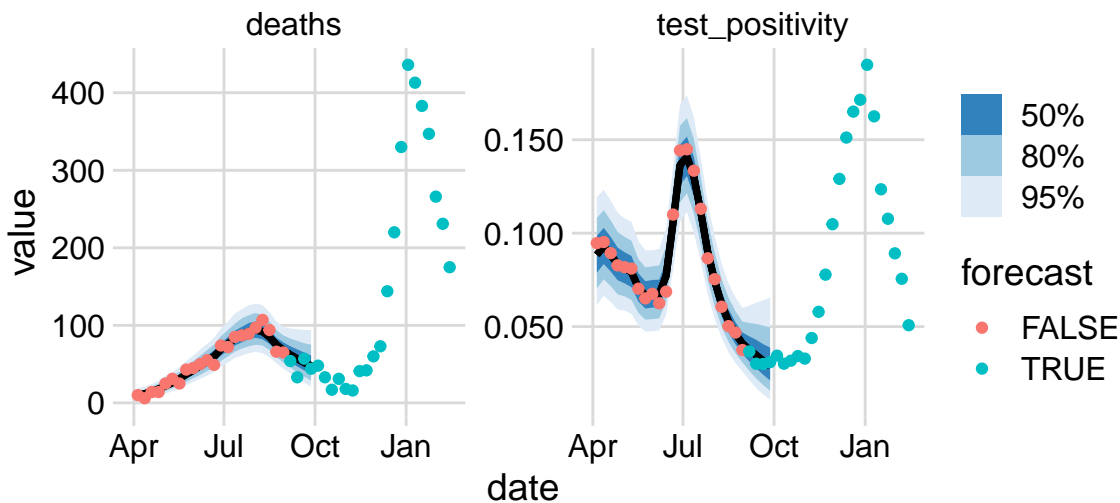 deaths
test_positivity
value
400
300
200
100
0
0.150
0.100
0.050
Apr
Jul
Oct
Jan
Apr
Jul
Oct
Jan
date
50%
80%
95%
forecast
FALSE
TRUE